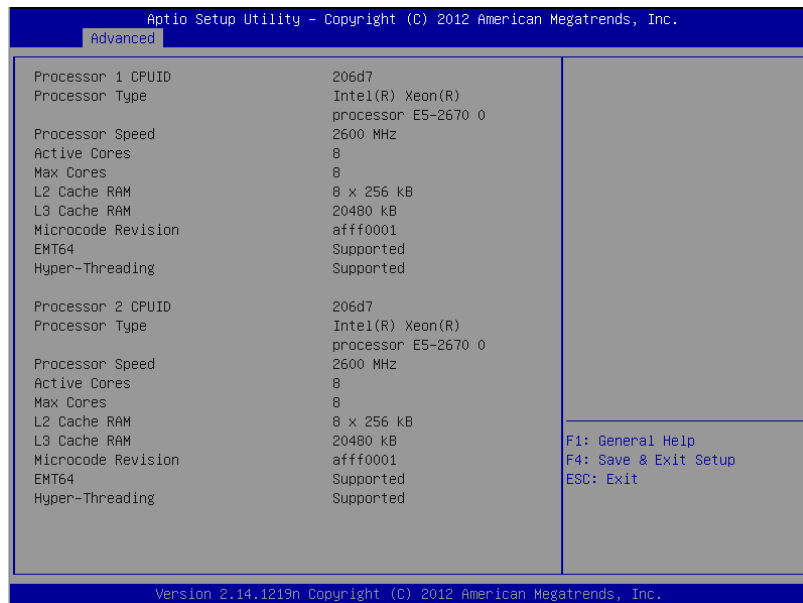 Aptio Setup Utility – Copyright (C) 2012 American Megatrends, Inc.
Advanced
Processor 1 CPUID 206d7
Processor Type Intel(R) Xeon(R)
processor E5-2670 0
Processor Speed 2600 MHz
Active Cores 8
Max Cores 8
L2 Cache RAM 8 x 256 kB
L3 Cache RAM 20480 kB
Microcode Revision afff0001
EMT64 Supported
Hyper-Threading Supported
Processor 2 CPUID 206d7
Processor Type Intel(R) Xeon(R)
processor E5-2670 0
Processor Speed 2600 MHz
Active Cores 8
Max Cores 8
L2 Cache RAM 8 x 256 kB
L3 Cache RAM 20480 kB
Microcode Revision afff0001
EMT64 Supported
Hyper-Threading Supported
F1: General Help
F4: Save & Exit Setup
ESC: Exit
Version 2.14.1219n Copyright (C) 2012 American Megatrends, Inc.